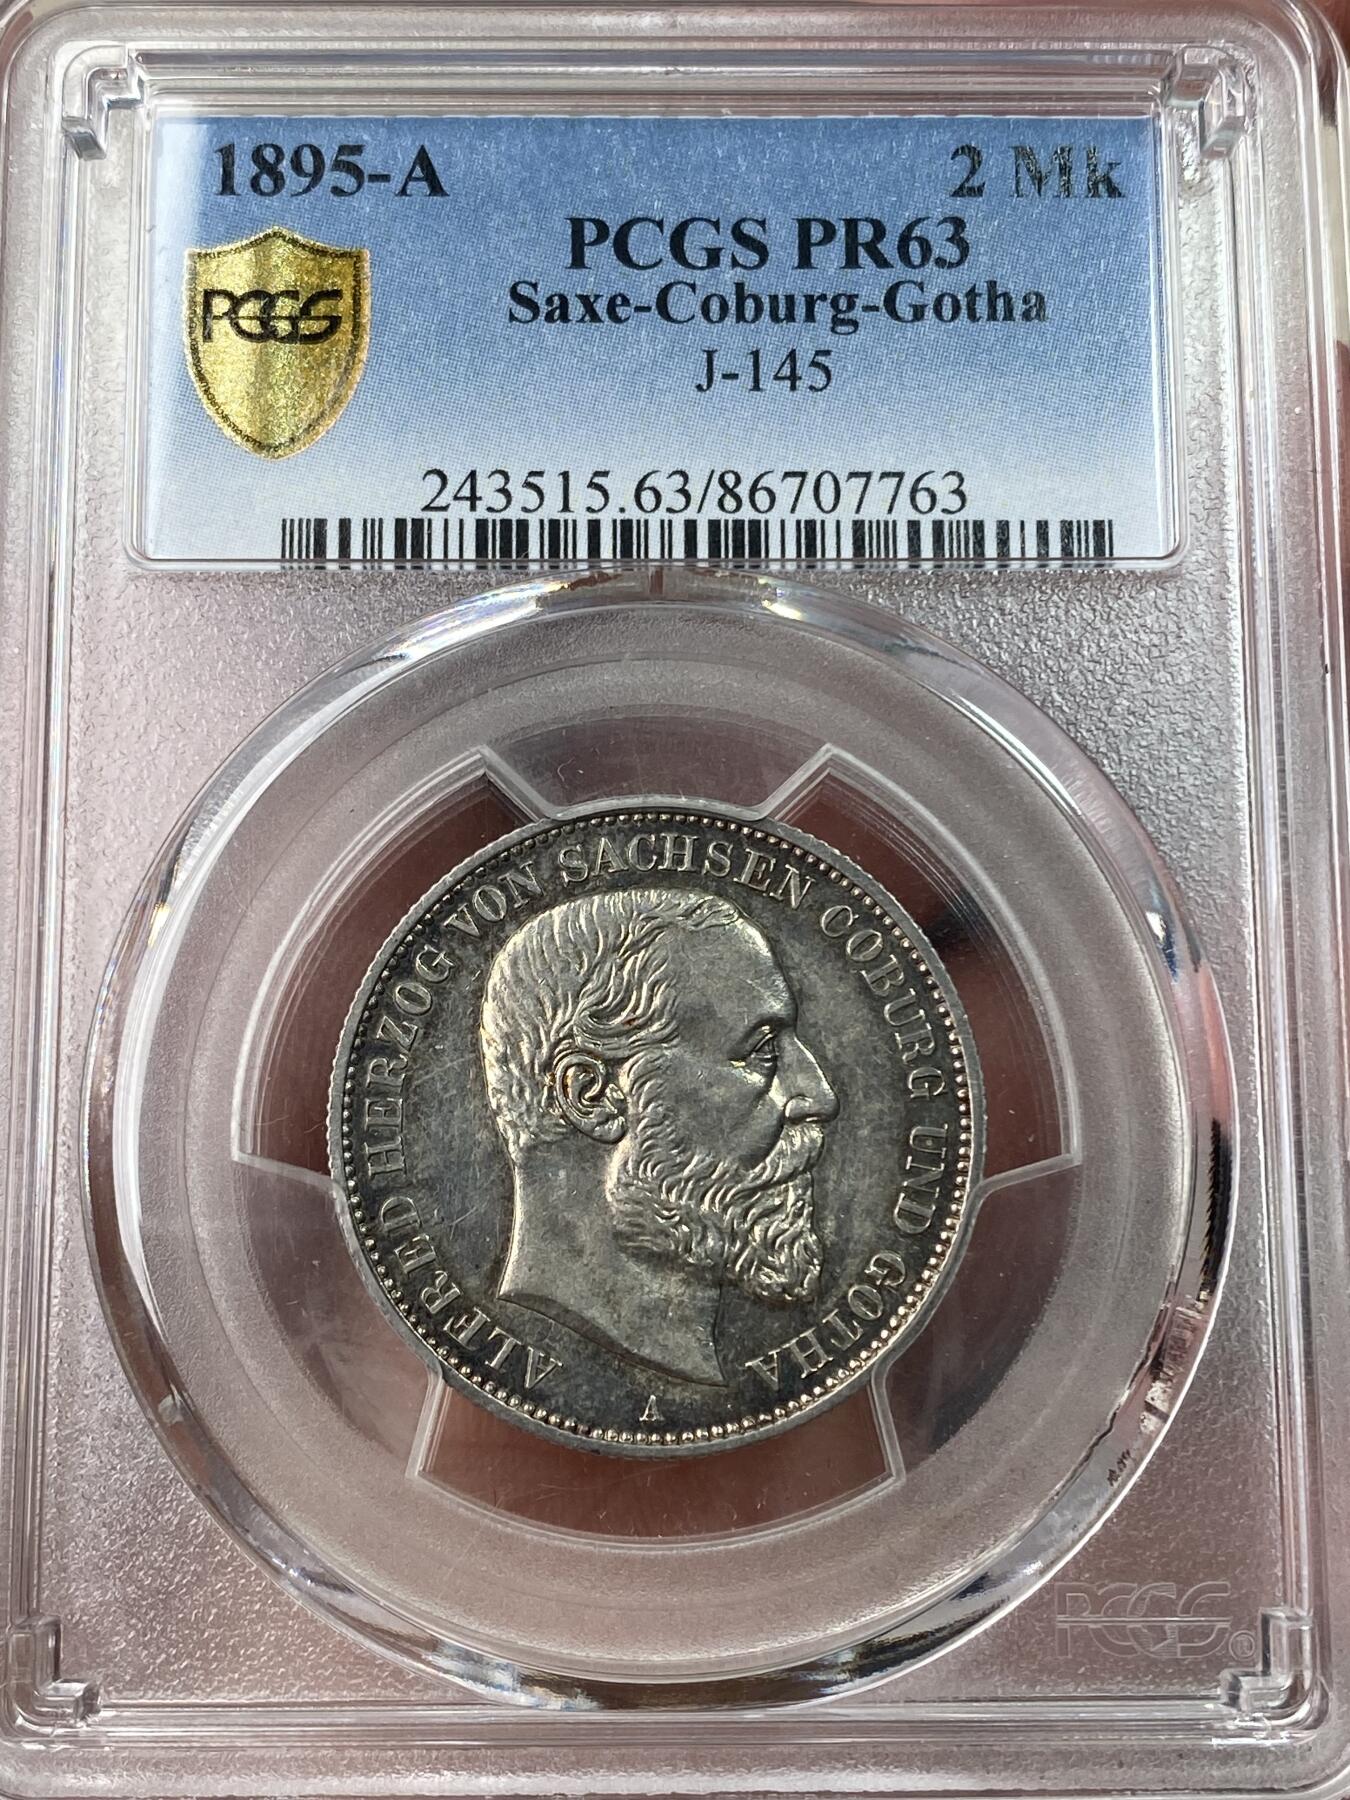 1895-A 2 Mk
PCGS PR63
Saxe-Coburg-Gotha
J-145
PCGS
243515.63/86707763
ALFRED HERZOG VON SACHSEN COBURG UND GOTHA
A
PCGS